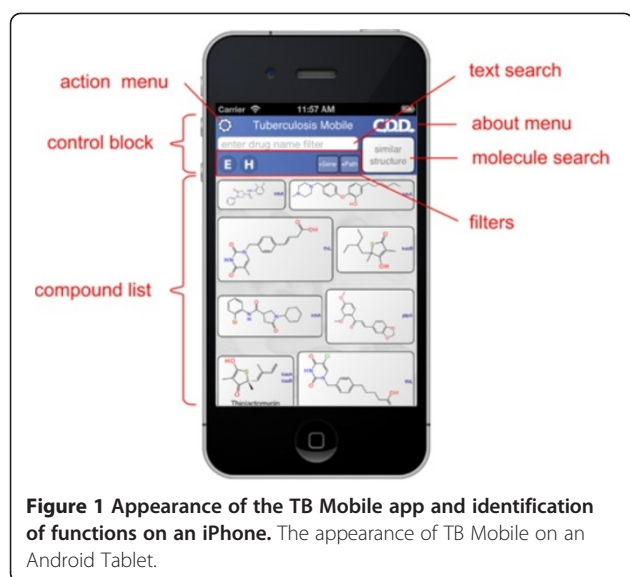 action menu
text search
Carrier 11:57 AM
Tuberculosis Mobile
about menu
control block
enter drug name filter
similar
structure
molecule search
E H
filters
compound list
Thiolactomycin
Figure 1 Appearance of the TB Mobile app and identification
of functions on an iPhone. The appearance of TB Mobile on an
Android Tablet.